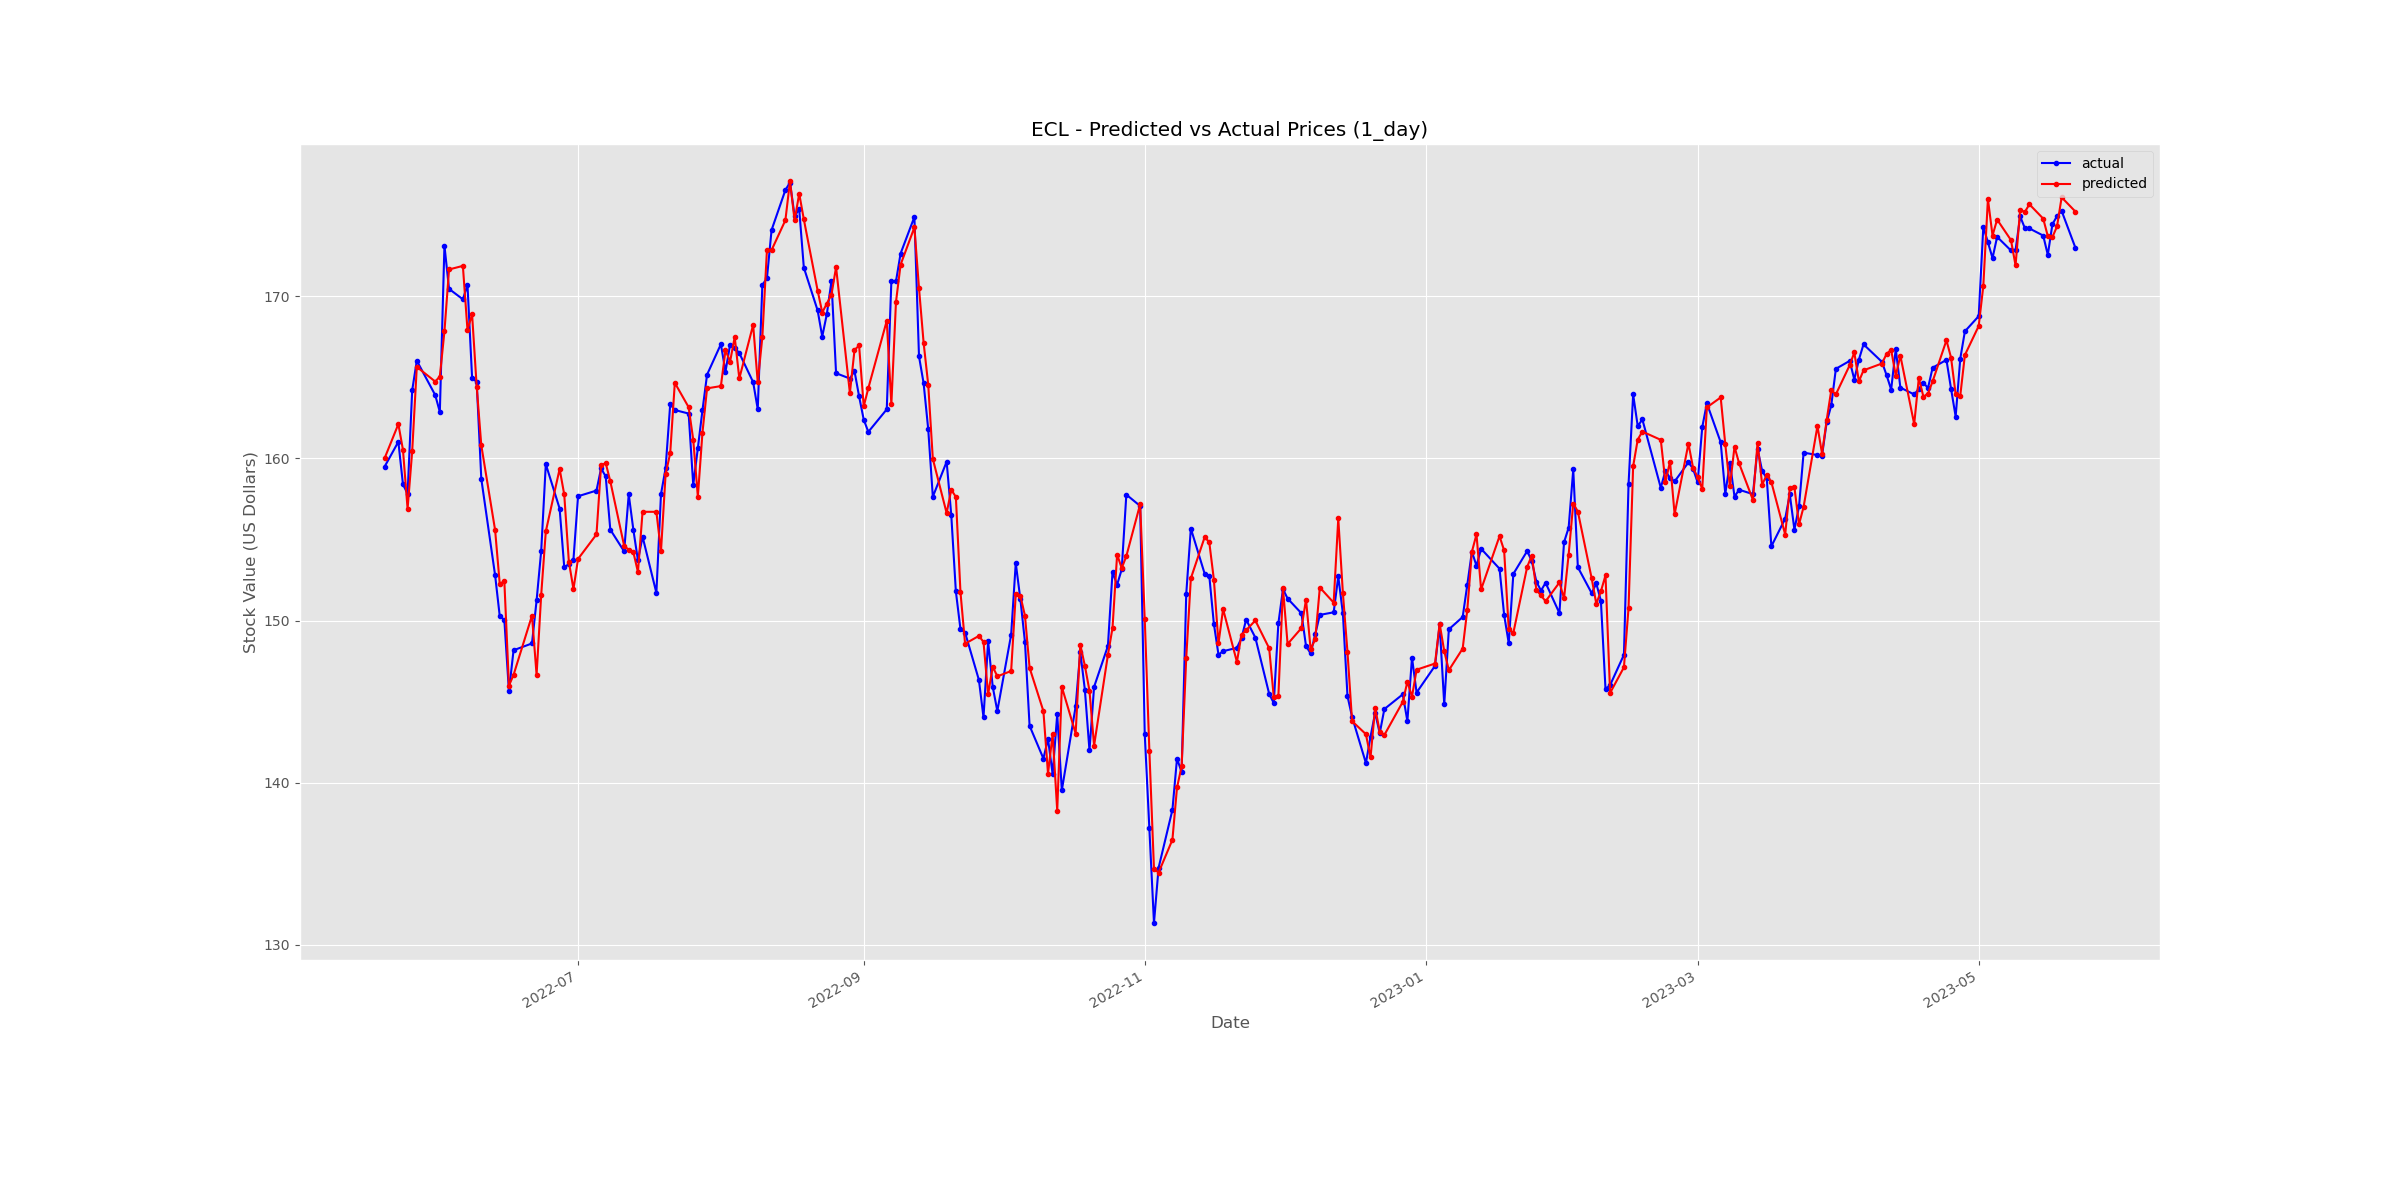 ECL - Predicted vs Actual Prices (1_day)
actual
predicted
Stock Value (US Dollars)
170
160
150
140
130
2022-07
2022-09
2022-11
2023-01
2023-03
2023-05
Date